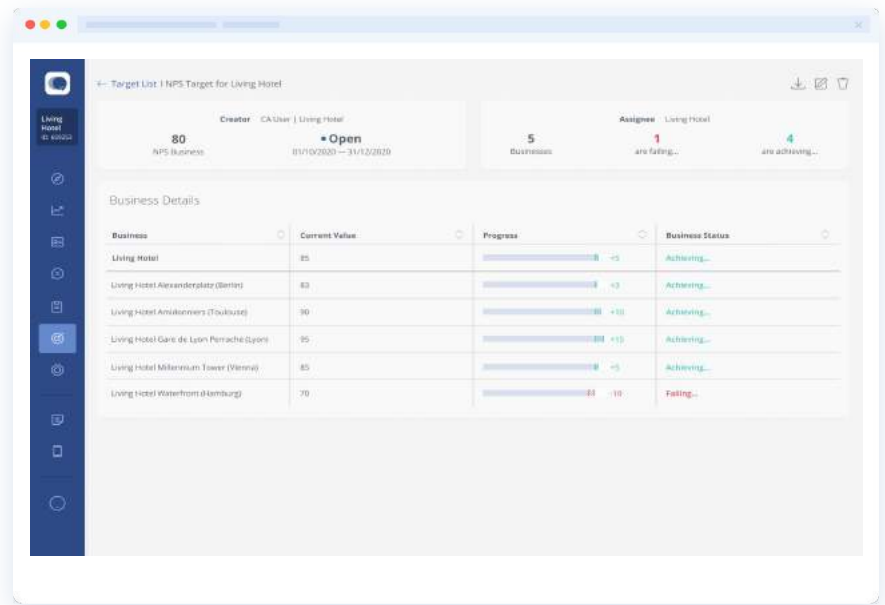 ← Target List I NPS Target for Living Hotel
Living
Hotel
Creator CA User | Living Hotel
80
NPS Business
• Open
01/10/2020 — 31/12/2020
Assignee Living Hotel
5
Businesses
1
are failing...
4
are achieving...
Business Details
Business Current Value Progress Business Status
Living Hotel 85 +5 Achieving...
Living Hotel Alexanderplatz (Berlin) 83 +3 Achieving...
Living Hotel Amidonniers (Toulouse) 90 +10 Achieving...
Living Hotel Gare de Lyon Perrache (Lyon) 95 +15 Achieving...
Living Hotel Millennium Tower (Vienna) 85 +5 Achieving...
Living Hotel Waterfront (Hamburg) 70 -10 Failing...